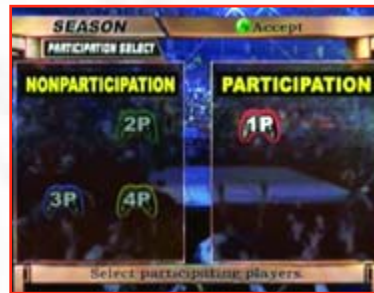 SEASON
Accept
PARTICIPATION SELECT
NONPARTICIPATION
PARTICIPATION
2P
1P
3P
4P
Select participating players.